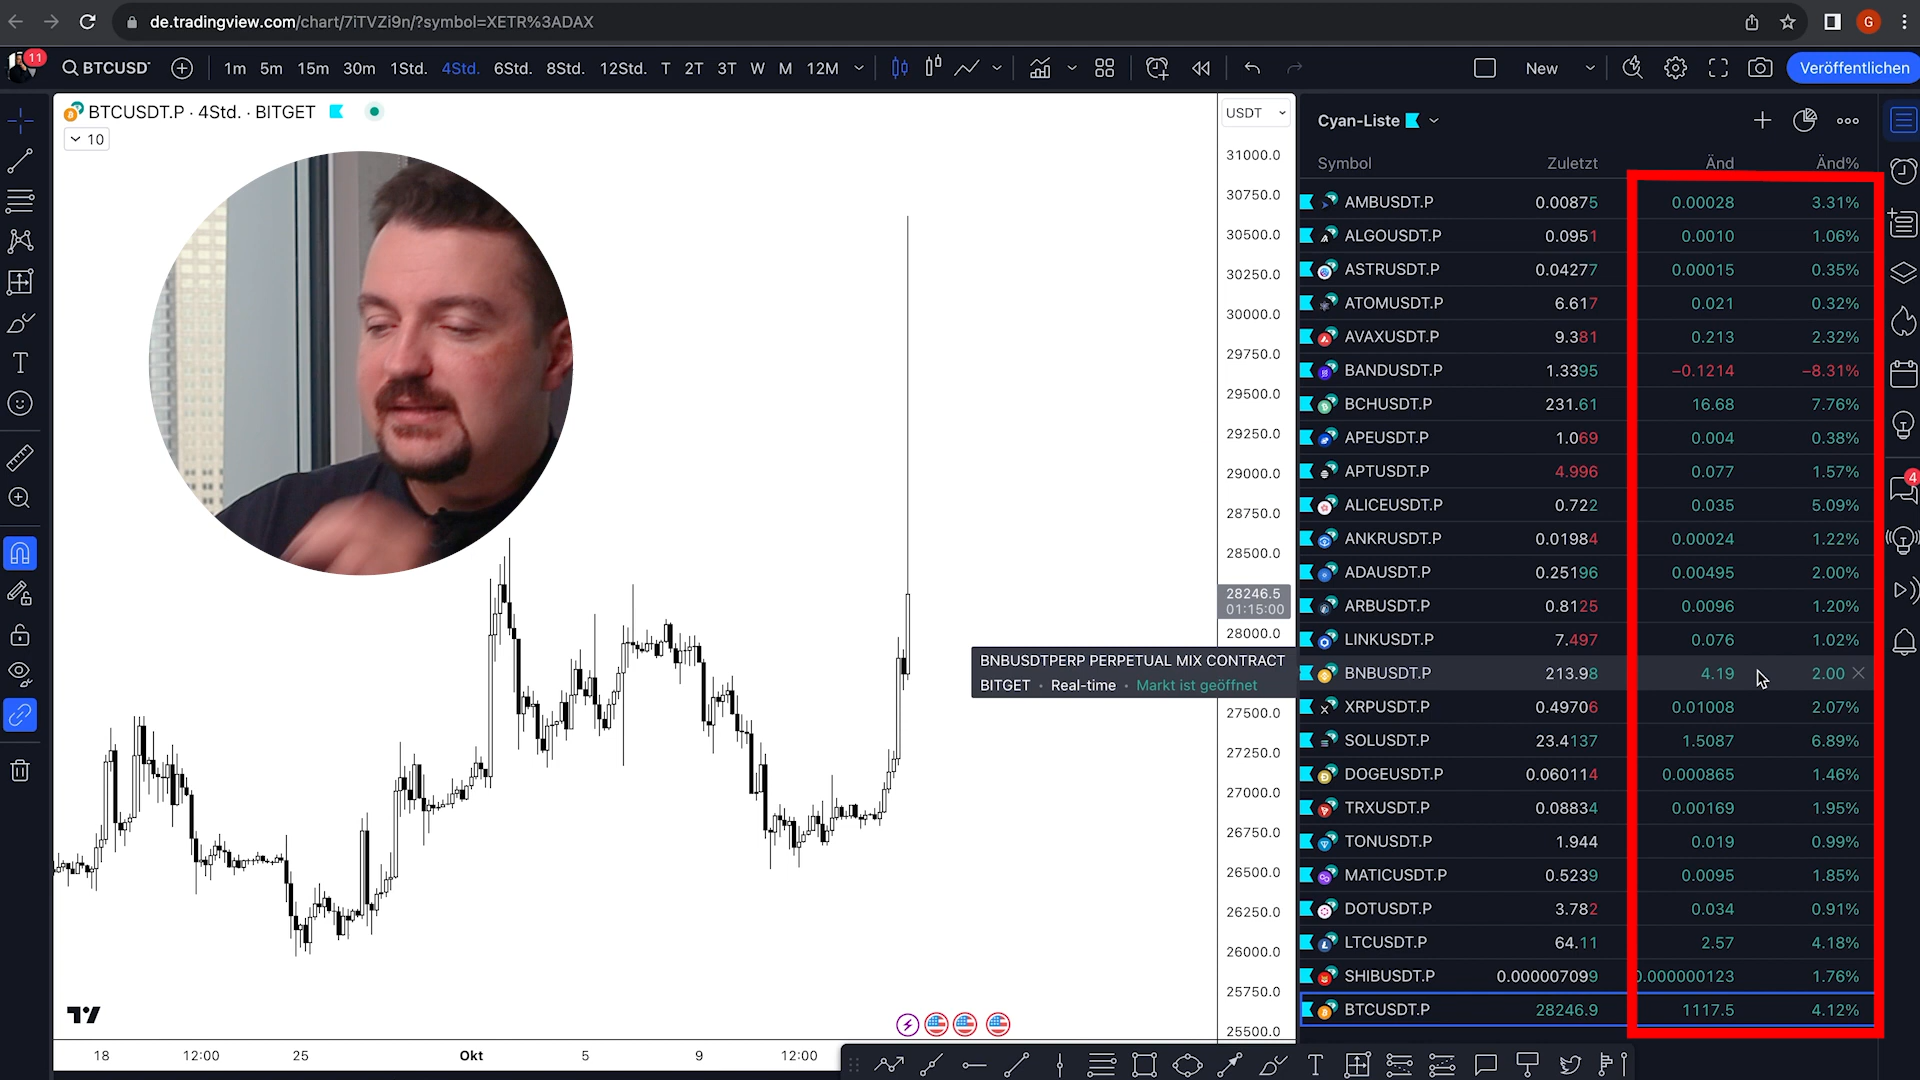 de.tradingview.com/chart/7iTVZi9n/?symbol=XETR%3ADAX
G
11
BTCUSDT
1m 5m 15m 30m 1Std. 4Std. 6Std. 8Std. 12Std. T 2T 3T W M 12M
New
Veröffentlichen
BTCUSDT.P · 4Std. · BITGET
10
USDT
31000.0
30750.0
30500.0
30250.0
30000.0
29750.0
29500.0
29250.0
29000.0
28750.0
28500.0
28246.5
01:15:00
28000.0
27500.0
27250.0
27000.0
26750.0
26500.0
26250.0
26000.0
25750.0
25500.0
BNBUSDTPERP PERPETUAL MIX CONTRACT
BITGET · Real-time · Markt ist geöffnet
18 12:00 25 Okt 5 9 12:00
Cyan-Liste
Symbol Zuletzt Änd Änd%
AMBUSDT.P 0.00875 0.00028 3.31%
ALGOUSDT.P 0.0951 0.0010 1.06%
ASTRUSDT.P 0.04277 0.00015 0.35%
ATOMUSDT.P 6.617 0.021 0.32%
AVAXUSDT.P 9.381 0.213 2.32%
BANDUSDT.P 1.3395 −0.1214 −8.31%
BCHUSDT.P 231.61 16.68 7.76%
APEUSDT.P 1.069 0.004 0.38%
APTUSDT.P 4.996 0.077 1.57%
ALICEUSDT.P 0.722 0.035 5.09%
ANKRUSDT.P 0.01984 0.00024 1.22%
ADAUSDT.P 0.25196 0.00495 2.00%
ARBUSDT.P 0.8125 0.0096 1.20%
LINKUSDT.P 7.497 0.076 1.02%
BNBUSDT.P 213.98 4.19 2.00
XRPUSDT.P 0.49706 0.01008 2.07%
SOLUSDT.P 23.4137 1.5087 6.89%
DOGEUSDT.P 0.060114 0.000865 1.46%
TRXUSDT.P 0.08834 0.00169 1.95%
TONUSDT.P 1.944 0.019 0.99%
MATICUSDT.P 0.5239 0.0095 1.85%
DOTUSDT.P 3.782 0.034 0.91%
LTCUSDT.P 64.11 2.57 4.18%
SHIBUSDT.P 0.000007099 0.000000123 1.76%
BTCUSDT.P 28246.9 1117.5 4.12%
4